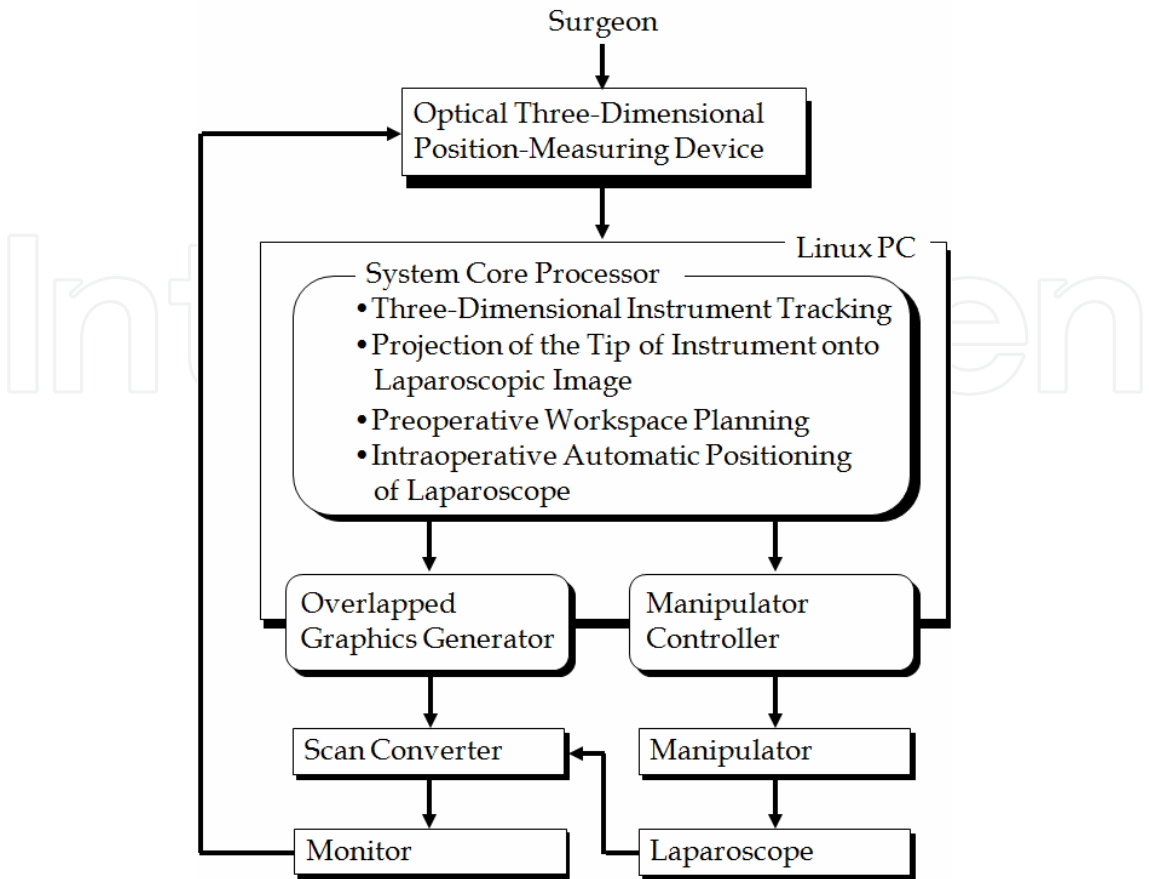 Surgeon
Optical Three-Dimensional
Position-Measuring Device
Linux PC
System Core Processor
•Three-Dimensional Instrument Tracking
•Projection of the Tip of Instrument onto
Laparoscopic Image
•Preoperative Workspace Planning
•Intraoperative Automatic Positioning
of Laparoscope
Overlapped
Graphics Generator
Manipulator
Controller
Scan Converter
Manipulator
Monitor
Laparoscope